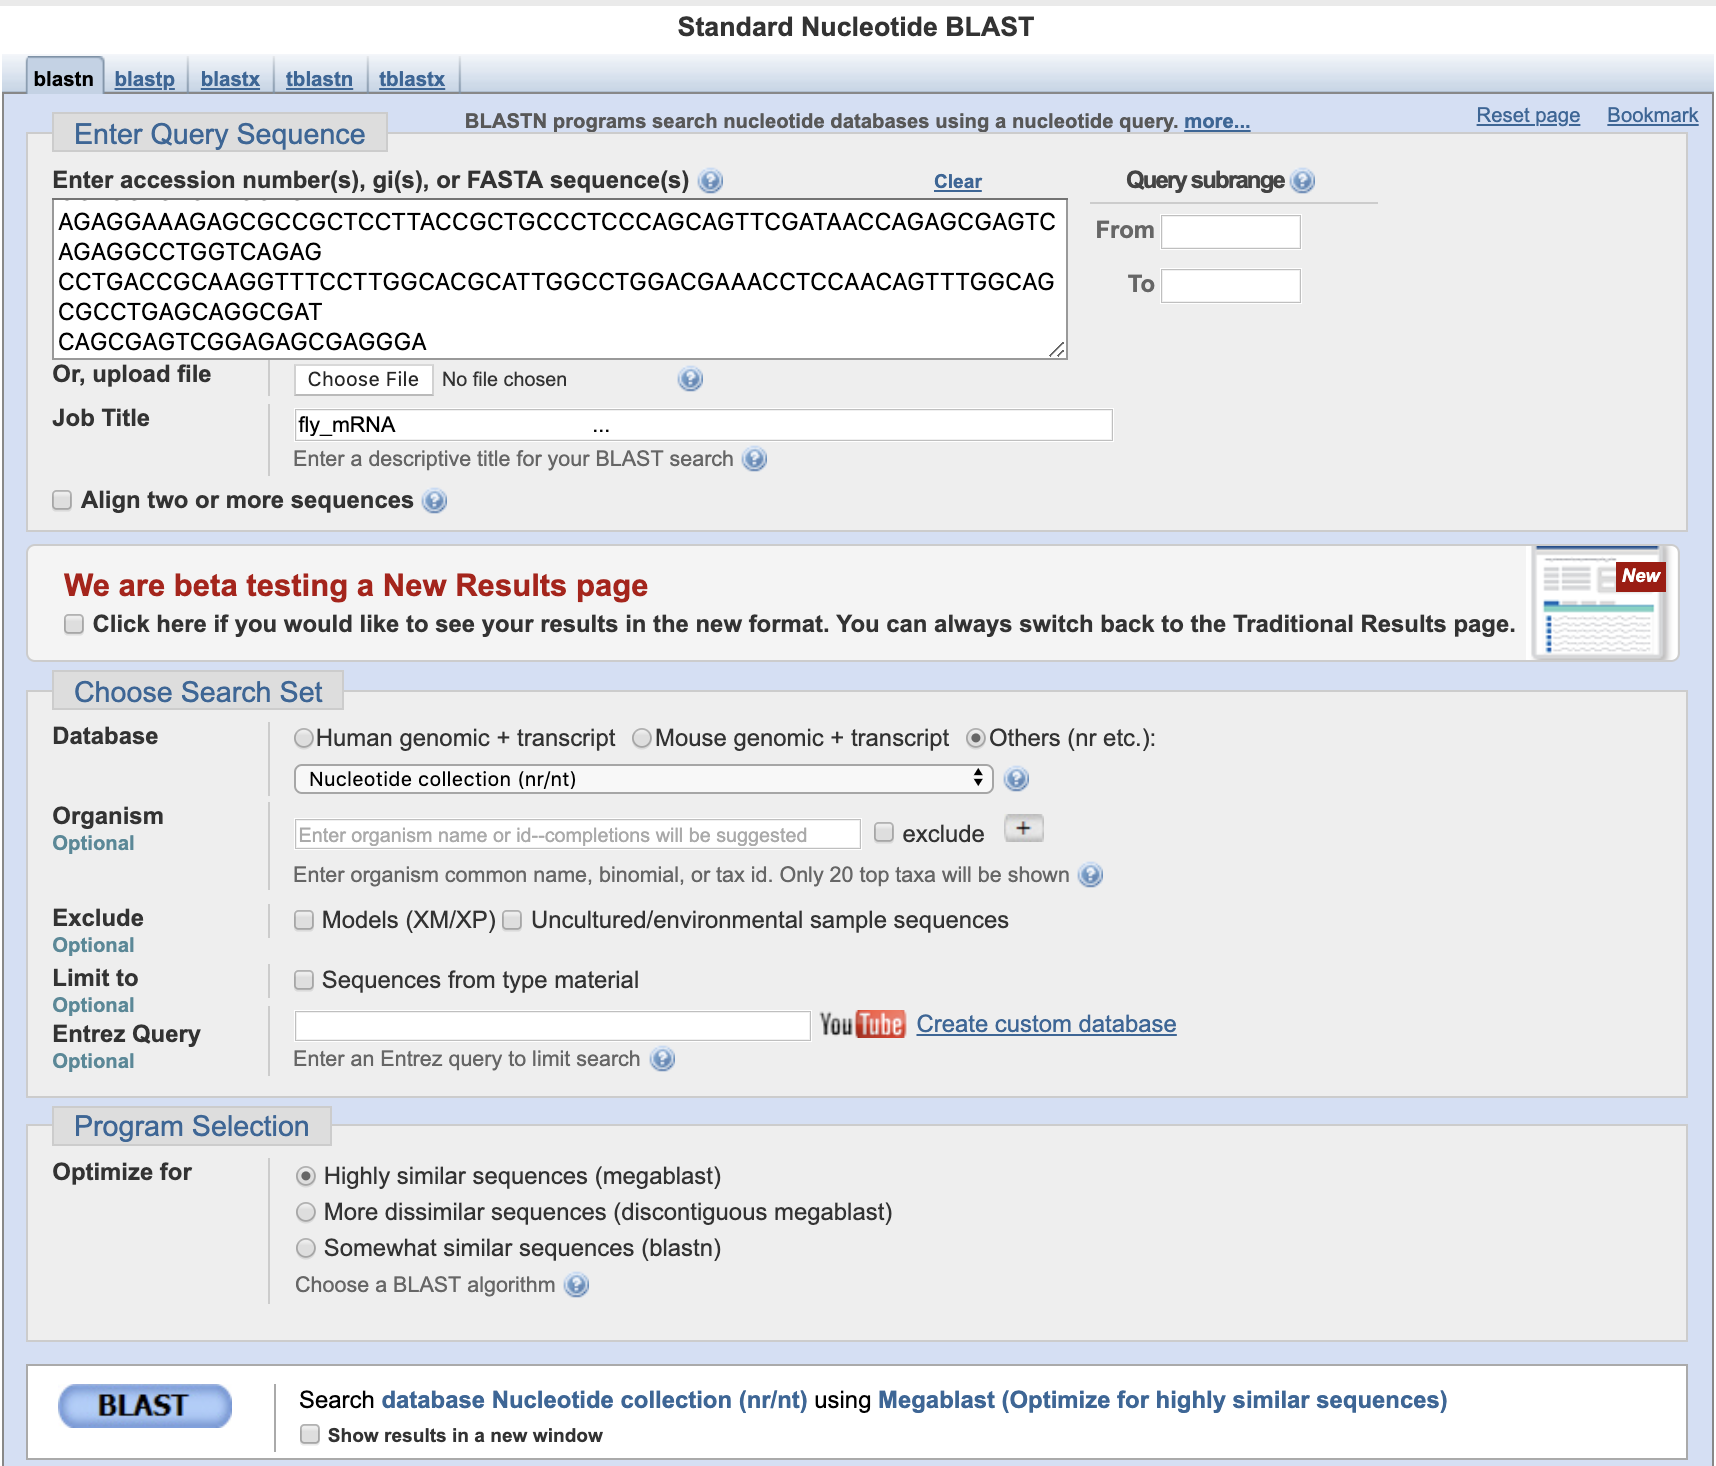 Standard Nucleotide BLAST
blastn blastp blastx tblastn tblastx
BLASTN programs search nucleotide databases using a nucleotide query. more...
Reset page Bookmark
Enter Query Sequence
Enter accession number(s), gi(s), or FASTA sequence(s)
Clear
Query subrange
AGAGGAAAGAGCGCCGCTCCTTACCGCTGCCCTCCCAGCAGTTCGATAACCAGAGCGAGTC
AGAGGCCTGGTCAGAG
CCTGACCGCAAGGTTTCCTTGGCACGCATTGGCCTGGACGAAACCTCCAACAGTTTGGCAG
CGCCTGAGCAGGCGAT
CAGCGAGTCGGAGAGCGAGGGA
From
To
Or, upload file
Choose File No file chosen
Job Title
fly_mRNA ...
Enter a descriptive title for your BLAST search
Align two or more sequences
We are beta testing a New Results page
Click here if you would like to see your results in the new format. You can always switch back to the Traditional Results page.
New
Choose Search Set
Database
Human genomic + transcript Mouse genomic + transcript Others (nr etc.):
Nucleotide collection (nr/nt)
Organism
Optional
Enter organism name or id--completions will be suggested
exclude +
Enter organism common name, binomial, or tax id. Only 20 top taxa will be shown
Exclude
Optional
Models (XM/XP) Uncultured/environmental sample sequences
Limit to
Optional
Sequences from type material
Entrez Query
Optional
YouTube Create custom database
Enter an Entrez query to limit search
Program Selection
Optimize for
Highly similar sequences (megablast)
More dissimilar sequences (discontiguous megablast)
Somewhat similar sequences (blastn)
Choose a BLAST algorithm
BLAST
Search database Nucleotide collection (nr/nt) using Megablast (Optimize for highly similar sequences)
Show results in a new window